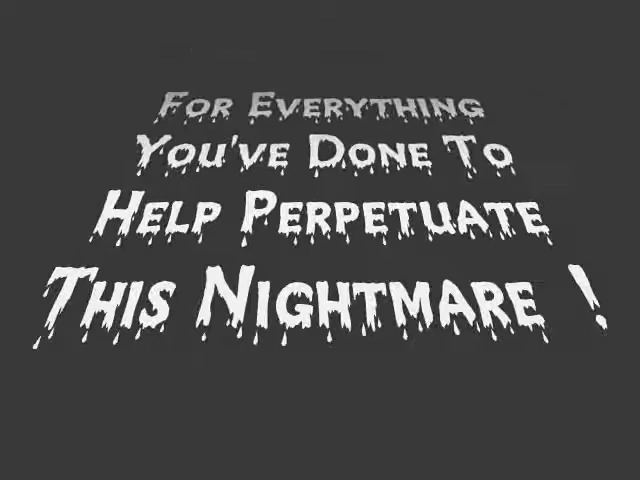 For Everything
You've Done To
Help Perpetuate
This Nightmare !